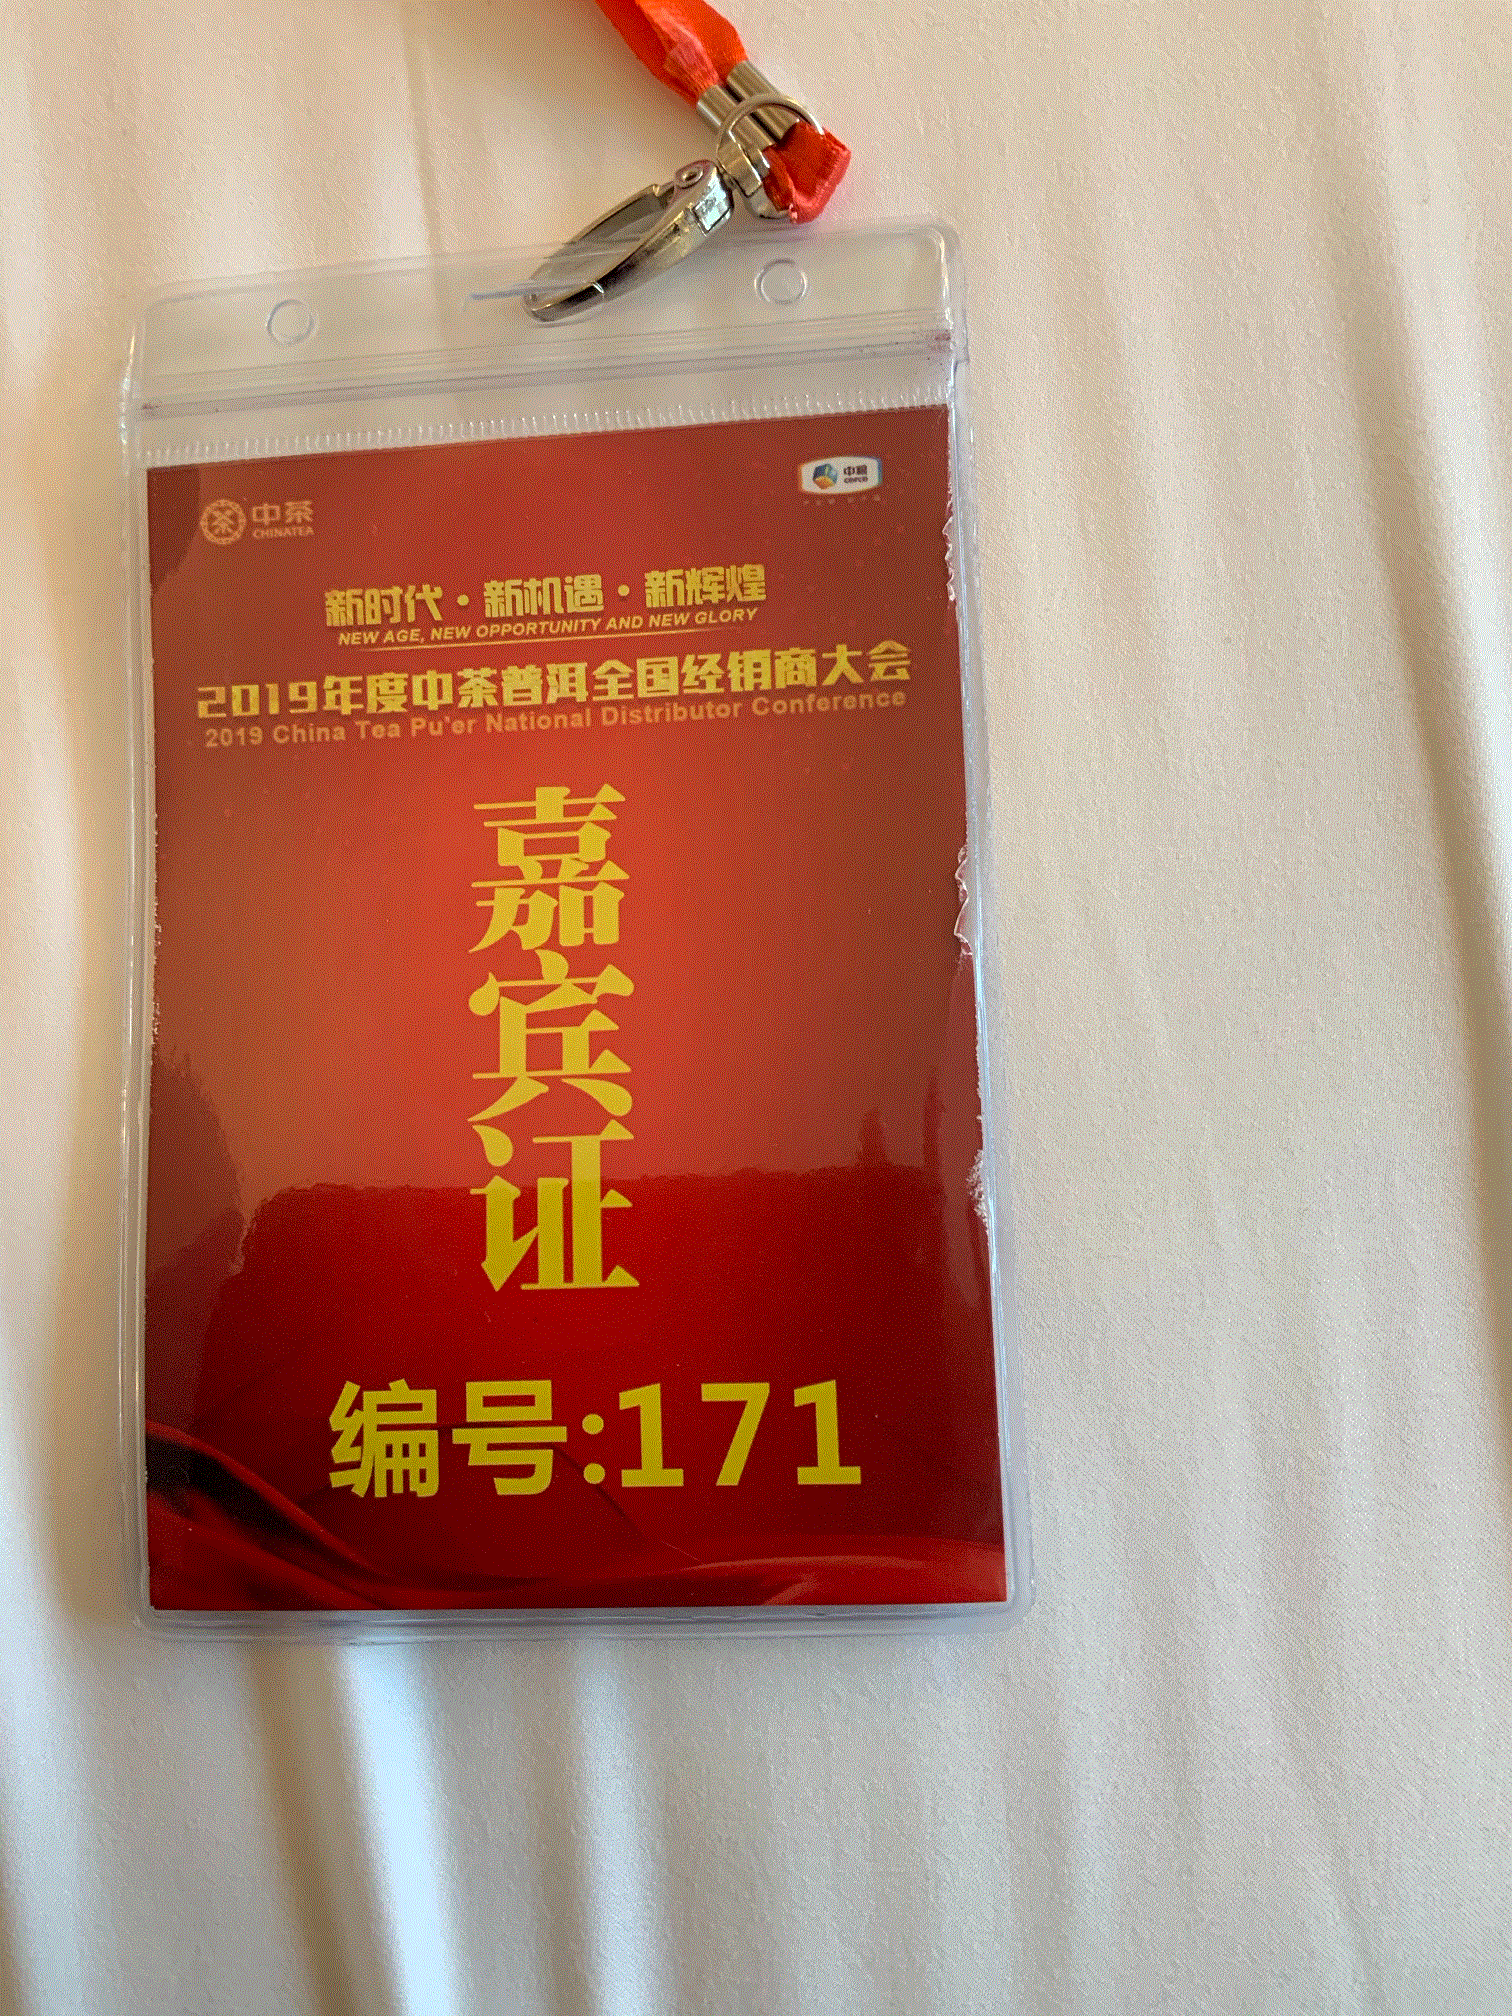 茶
中茶
CHINATEA
中粮
COFCO
新时代·新机遇·新辉煌
NEW AGE, NEW OPPORTUNITY AND NEW GLORY
2019年度中茶普洱全国经销商大会
2019 China Tea Pu'er National Distributor Conference
嘉宾证
编号:171